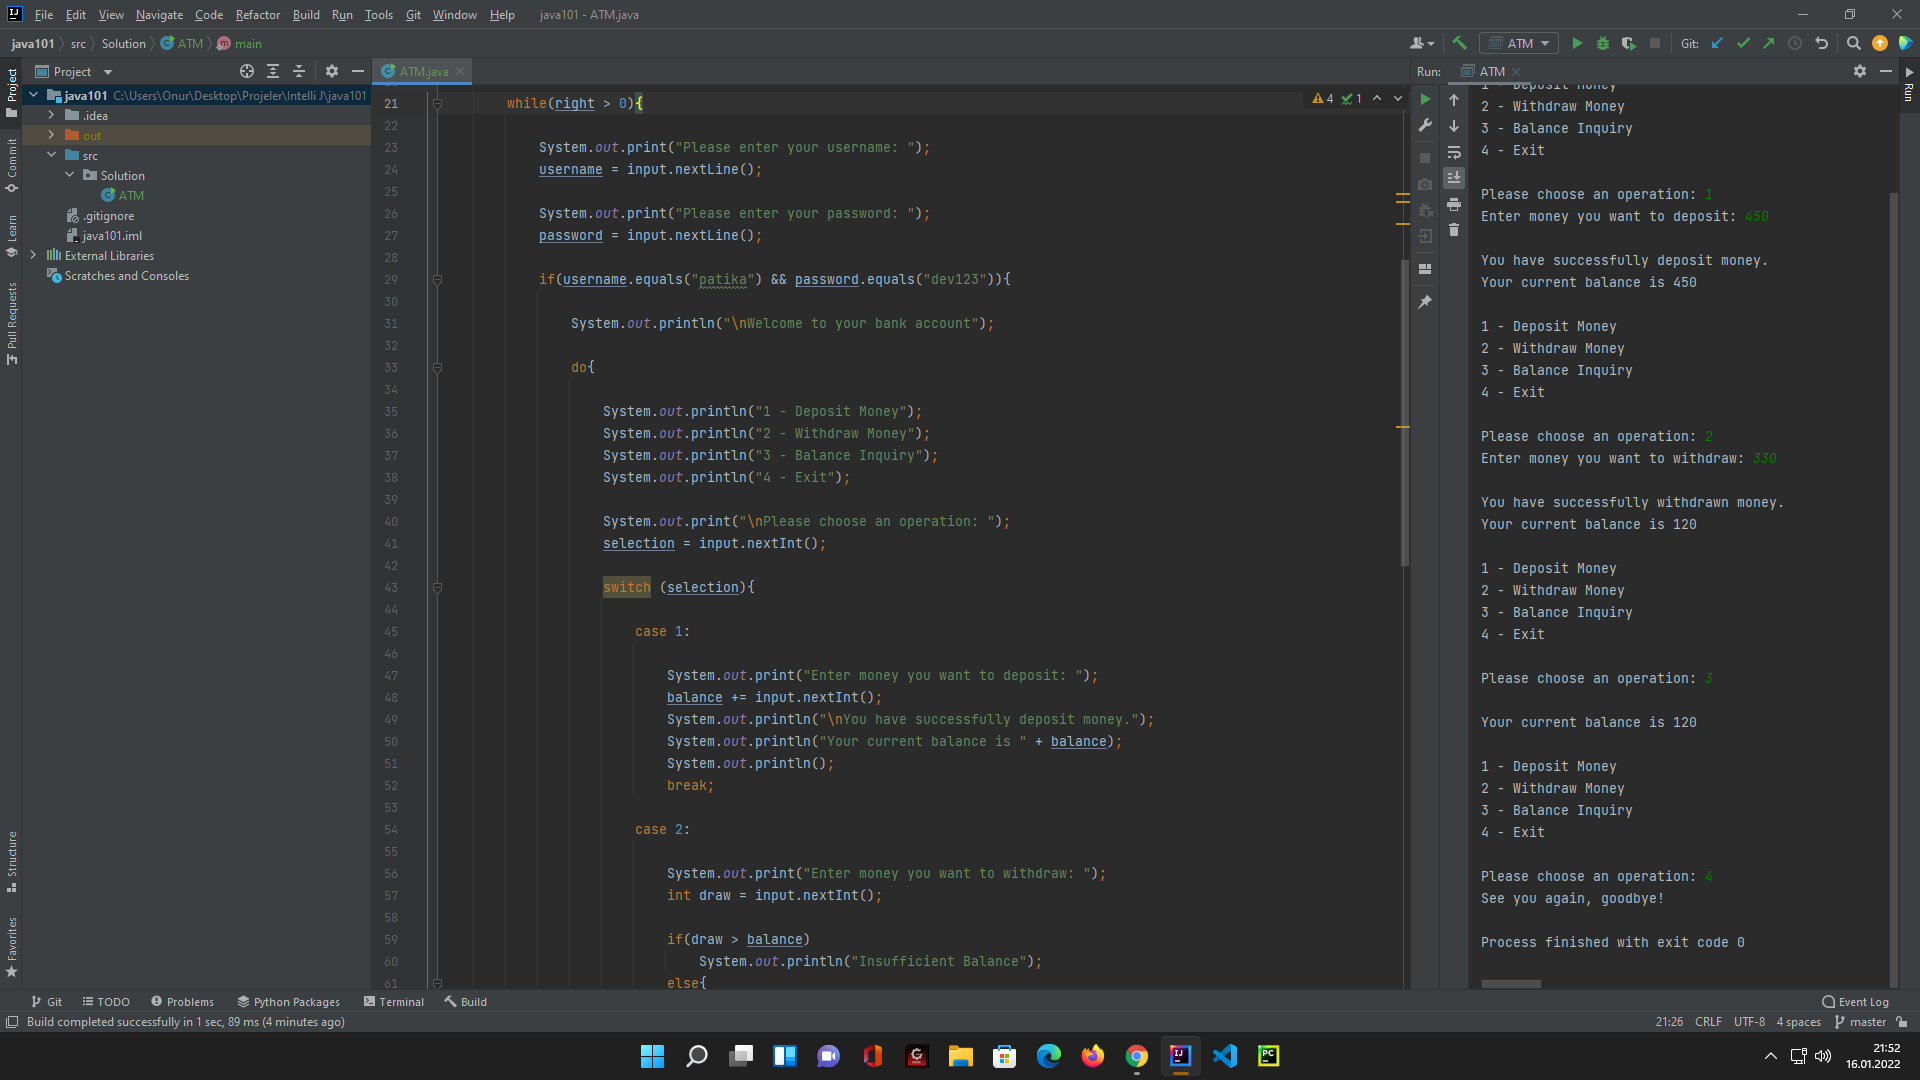 File Edit View Navigate Code Refactor Build Run Tools Git Window Help java101 - ATM.java
java101 src Solution ATM main
ATM Git:
Project
ATM.java
Run: ATM
Project
Commit
Learn
Pull Requests
Structure
Favorites
Run
java101 C:\Users\Onur\Desktop\Projeler\Intelli J\java101
.idea
out
src
Solution
ATM
.gitignore
java101.iml
External Libraries
Scratches and Consoles
4 1
21 while(right > 0){
22
23 System.out.print("Please enter your username: ");
24 username = input.nextLine();
25
26 System.out.print("Please enter your password: ");
27 password = input.nextLine();
28
29 if(username.equals("patika") && password.equals("dev123")){
30
31 System.out.println("\nWelcome to your bank account");
32
33 do{
34
35 System.out.println("1 - Deposit Money");
36 System.out.println("2 - Withdraw Money");
37 System.out.println("3 - Balance Inquiry");
38 System.out.println("4 - Exit");
39
40 System.out.print("\nPlease choose an operation: ");
41 selection = input.nextInt();
42
43 switch (selection){
44
45 case 1:
46
47 System.out.print("Enter money you want to deposit: ");
48 balance += input.nextInt();
49 System.out.println("\nYou have successfully deposit money.");
50 System.out.println("Your current balance is " + balance);
51 System.out.println();
52 break;
53
54 case 2:
55
56 System.out.print("Enter money you want to withdraw: ");
57 int draw = input.nextInt();
58
59 if(draw > balance)
60 System.out.println("Insufficient Balance");
61 else{
1 - Deposit Money
2 - Withdraw Money
3 - Balance Inquiry
4 - Exit
Please choose an operation: 1
Enter money you want to deposit: 450
You have successfully deposit money.
Your current balance is 450
1 - Deposit Money
2 - Withdraw Money
3 - Balance Inquiry
4 - Exit
Please choose an operation: 2
Enter money you want to withdraw: 330
You have successfully withdrawn money.
Your current balance is 120
1 - Deposit Money
2 - Withdraw Money
3 - Balance Inquiry
4 - Exit
Please choose an operation: 3
Your current balance is 120
1 - Deposit Money
2 - Withdraw Money
3 - Balance Inquiry
4 - Exit
Please choose an operation: 4
See you again, goodbye!
Process finished with exit code 0
Git TODO Problems Python Packages Terminal Build Event Log
Build completed successfully in 1 sec, 89 ms (4 minutes ago) 21:26 CRLF UTF-8 4 spaces master
21:52
16.01.2022